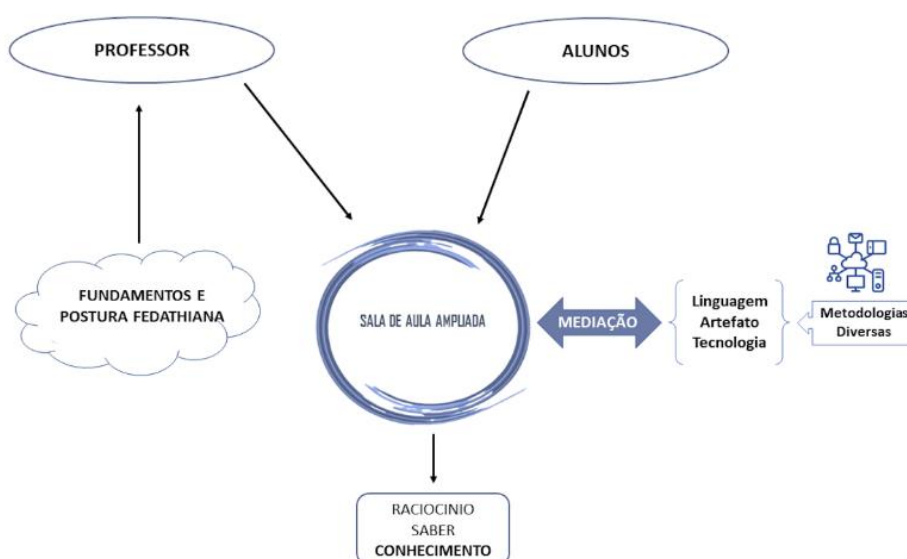 PROFESSOR
ALUNOS
FUNDAMENTOS E
POSTURA FEDATHIANA
SALA DE AULA AMPLIADA
MEDIAÇÃO
Linguagem
Artefato
Tecnologia
Metodologias
Diversas
RACIOCINIO
SABER
CONHECIMENTO